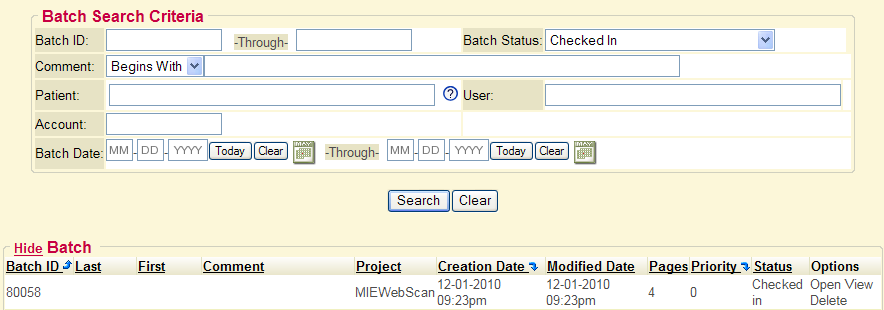 Batch Search Criteria
Batch ID: -Through- Batch Status: Checked In
Comment: Begins With
Patient: ? User:
Account:
Batch Date: MM - DD - YYYY Today Clear MAY -Through- MM - DD - YYYY Today Clear MAY
Search Clear
Hide Batch
Batch ID Last First Comment Project Creation Date Modified Date Pages Priority Status Options
80058 MIEWebScan 12-01-2010 09:23pm 12-01-2010 09:23pm 4 0 Checked in Open View Delete